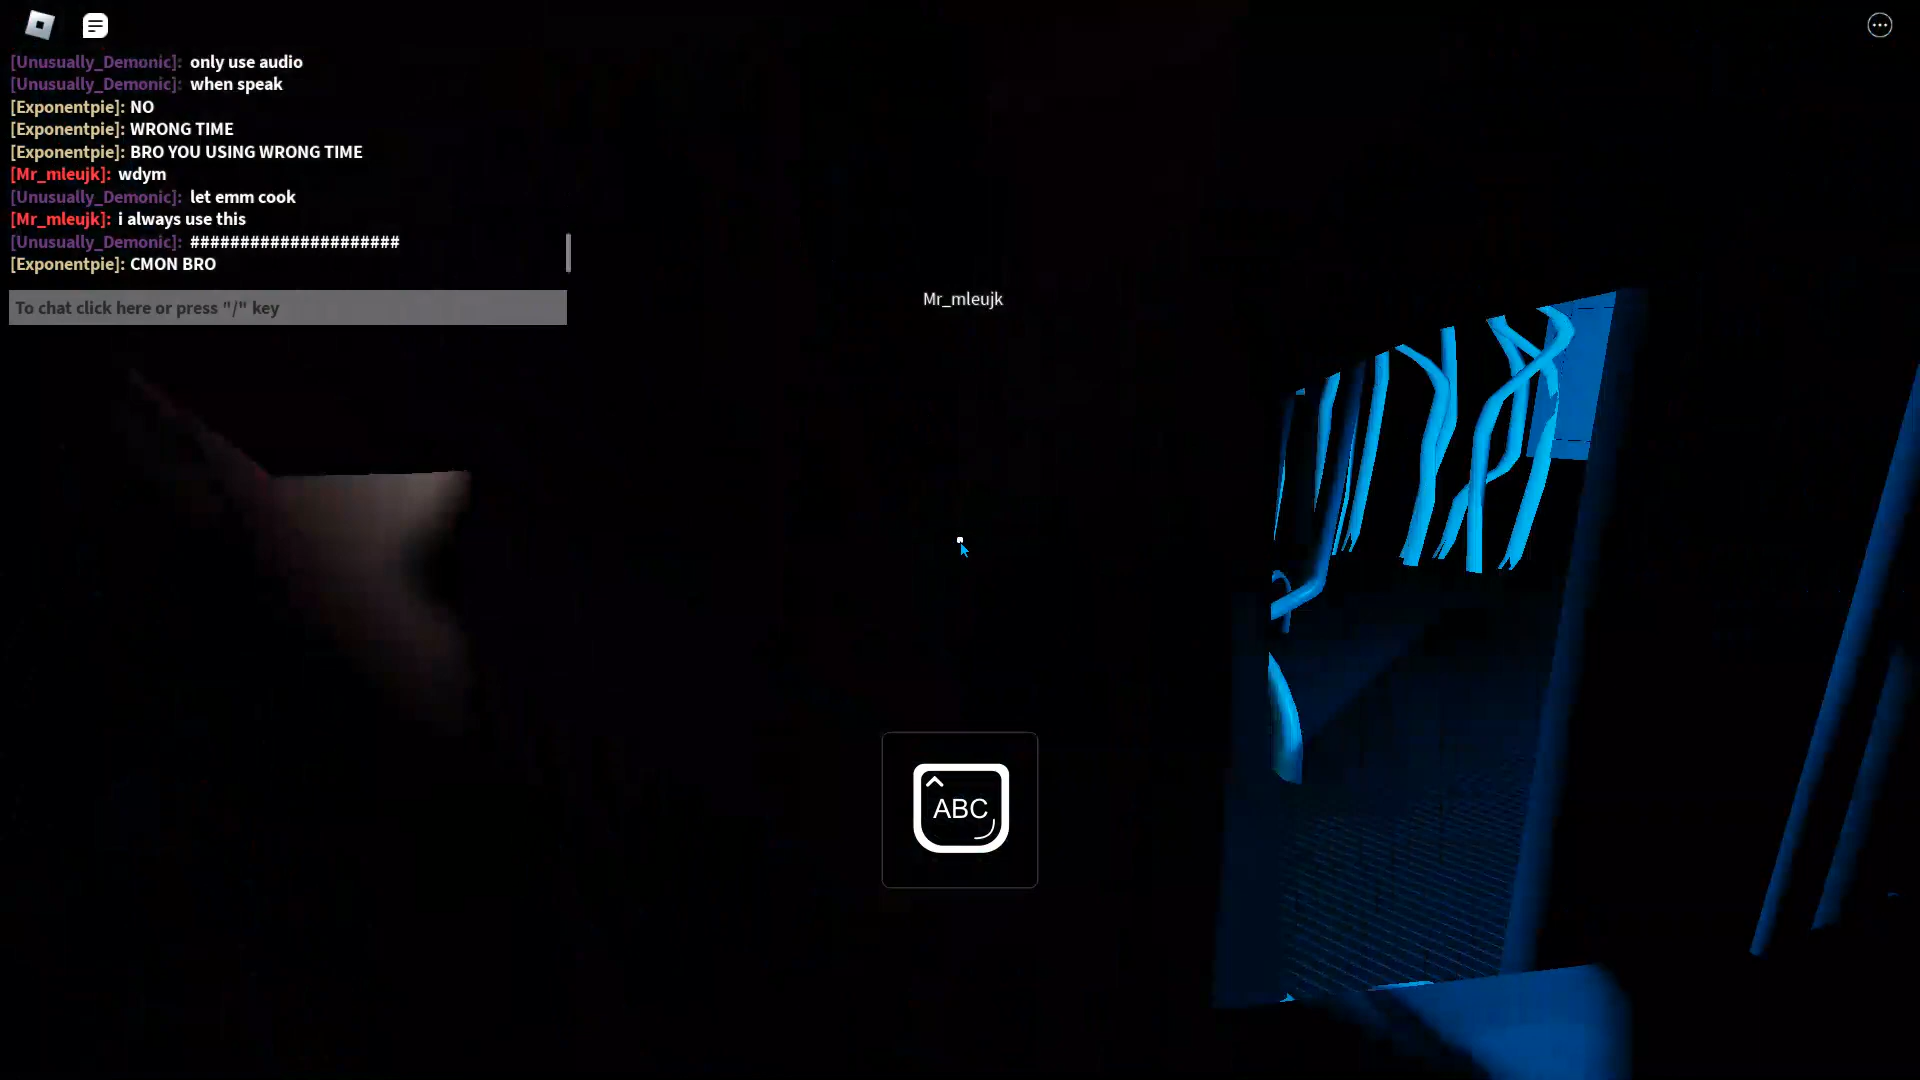 [Unusually_Demonic]: only use audio
[Unusually_Demonic]: when speak
[Exponentpie]: NO
[Exponentpie]: WRONG TIME
[Exponentpie]: BRO YOU USING WRONG TIME
[Mr_mleujk]: wdym
[Unusually_Demonic]: let emm cook
[Mr_mleujk]: i always use this
[Unusually_Demonic]: #####################
[Exponentpie]: CMON BRO
To chat click here or press "/" key
Mr_mleujk
ABC